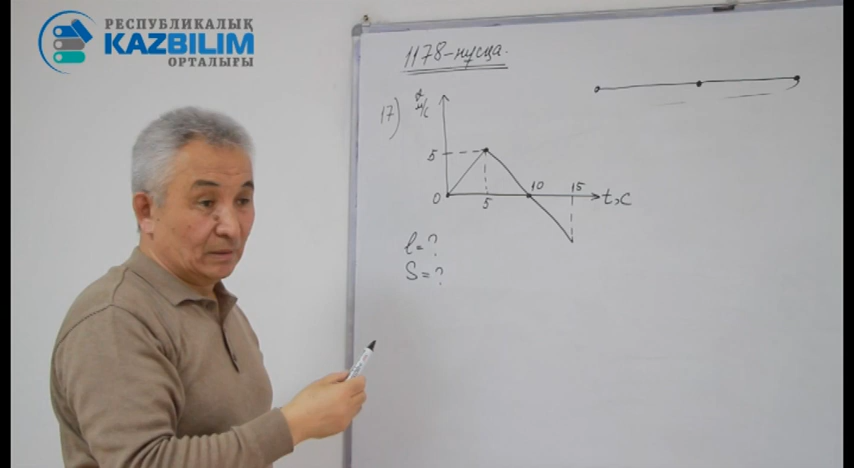 РЕСПУБЛИКАЛЫҚ
KAZBILIM
ОРТАЛЫҒЫ
1178-нұсқа.
17)
м/с
5
0
5
10
15
t,c
l=?
S=?